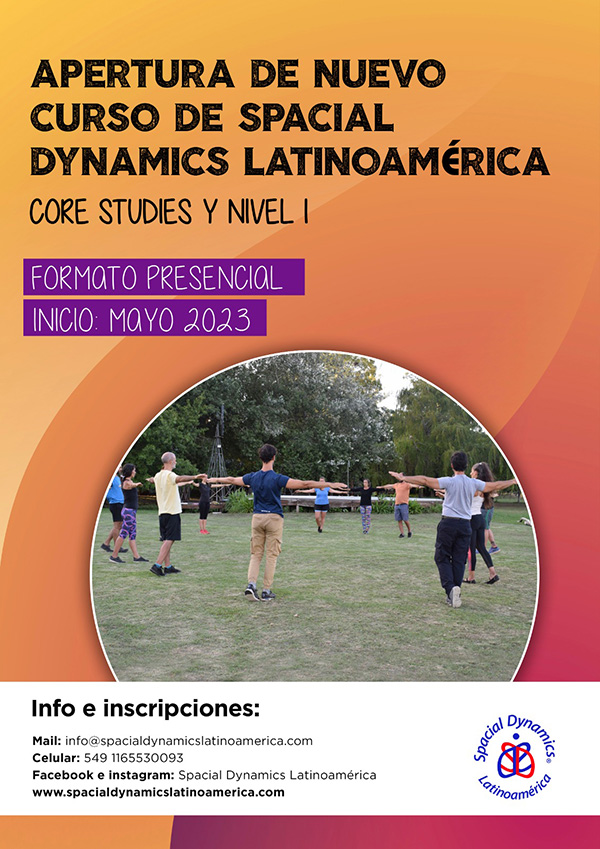 APERTURA DE NUEVO
CURSO DE SPACIAL
DYNAMICS LATINOAMÉRICA
CORE STUDIES Y NIVEL I
FORMATO PRESENCIAL
INICIO: MAYO 2023
Info e inscripciones:
Mail: info@spacialdynamicslatinoamerica.com
Celular: 549 1165530093
Facebook e instagram: Spacial Dynamics Latinoamérica
www.spacialdynamicslatinoamerica.com
Spacial Dynamics®
Latinoamérica